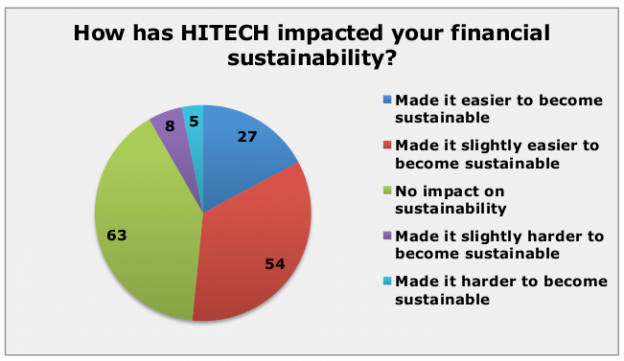 How has HITECH impacted your financial
sustainability?
8
5
27
63
54
Made it easier to become
sustainable
Made it slightly easier to
become sustainable
No impact on
sustainability
Made it slightly harder to
become sustainable
Made it harder to become
sustainable